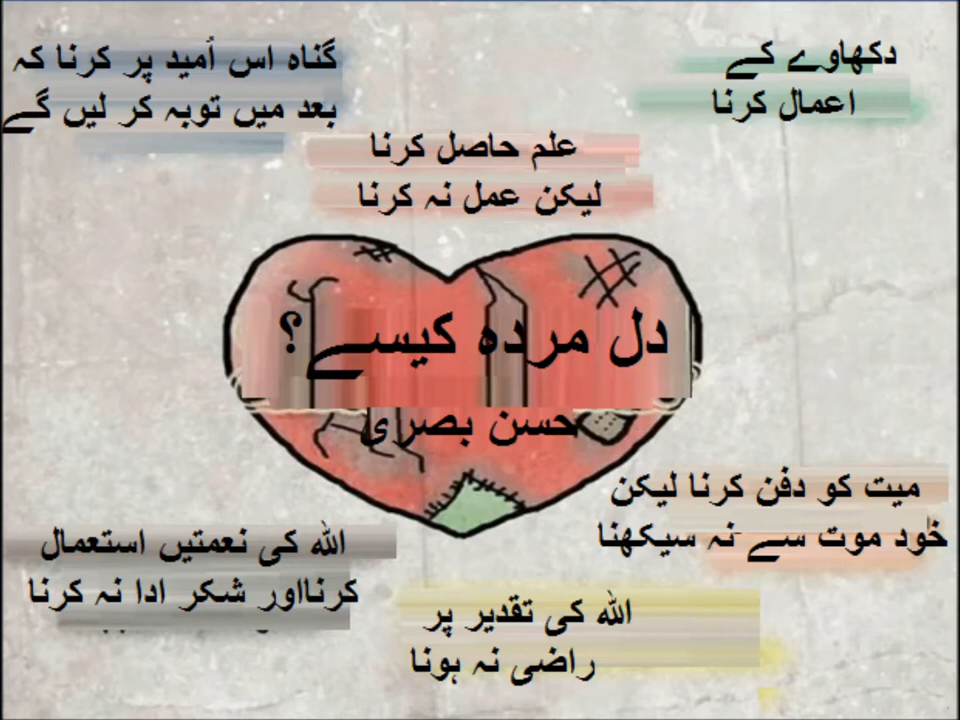 دکھاوے کے
اعمال کرنا
گناہ اس اُمید پر کرنا کہ
بعد میں توبہ کر لیں گے
علم حاصل کرنا
لیکن عمل نہ کرنا
دل مردہ کیسے؟
حسن بصری
میت کو دفن کرنا لیکن
خود موت سے نہ سیکھنا
اللہ کی نعمتیں استعمال
کرنااور شکر ادا نہ کرنا
اللہ کی تقدیر پر
راضی نہ ہونا